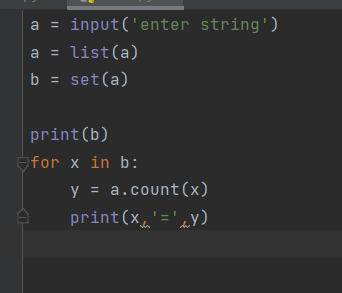 a = input('enter string')
a = list(a)
b = set(a)
print(b)
for x in b:
    y = a.count(x)
    print(x,'=',y)